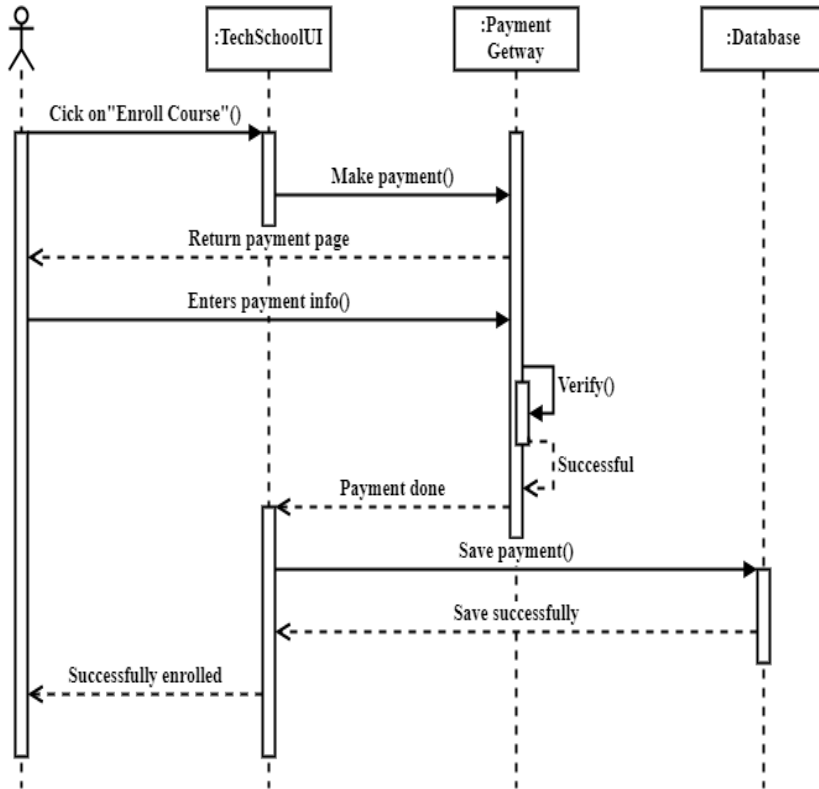 :TechSchoolUI
:Payment
Getway
:Database
Cick on"Enroll Course"()
Make payment()
Return payment page
Enters payment info()
Verify()
Successful
Payment done
Save payment()
Save successfully
Successfully enrolled